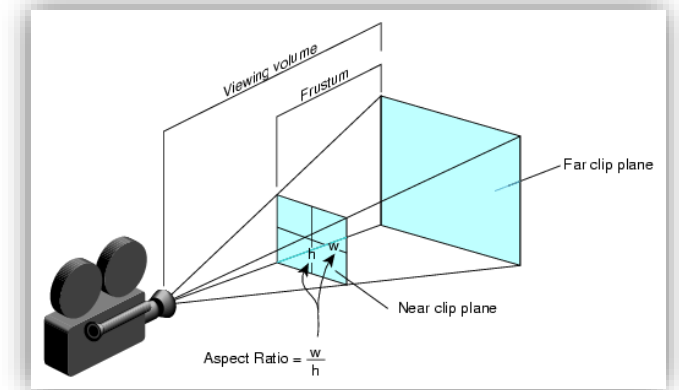 Viewing volume
Frustum
Far clip plane
h
w
Near clip plane
Aspect Ratio = w
h